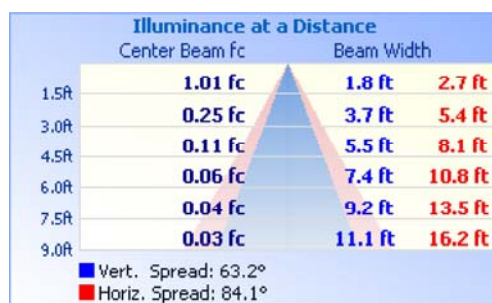 Illuminance at a Distance
Center Beam fc Beam Width
1.5ft 1.01 fc 1.8 ft 2.7 ft
3.0ft 0.25 fc 3.7 ft 5.4 ft
4.5ft 0.11 fc 5.5 ft 8.1 ft
6.0ft 0.06 fc 7.4 ft 10.8 ft
7.5ft 0.04 fc 9.2 ft 13.5 ft
9.0ft 0.03 fc 11.1 ft 16.2 ft
Vert. Spread: 63.2°
Horiz. Spread: 84.1°